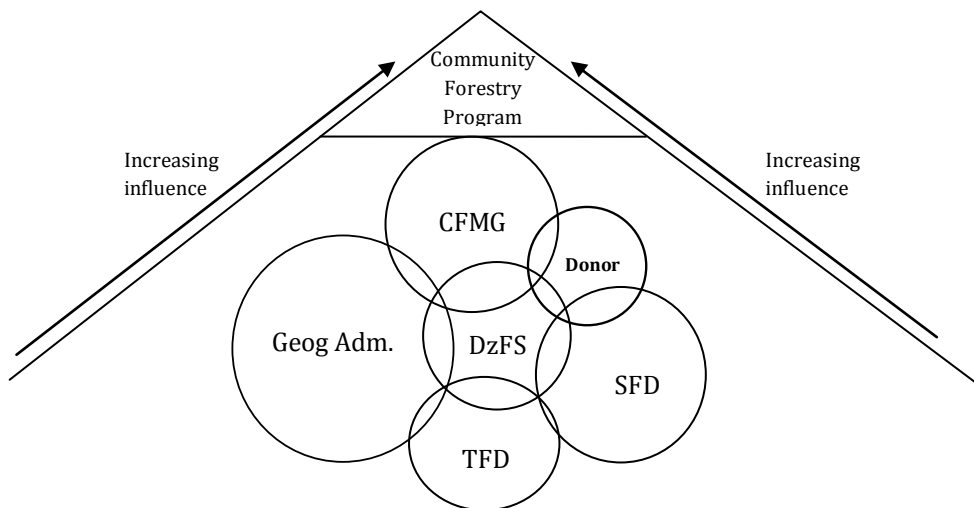 Community
Forestry
Program
Increasing
influence
Increasing
influence
CFMG
Donor
Geog Adm.
DzFS
SFD
TFD